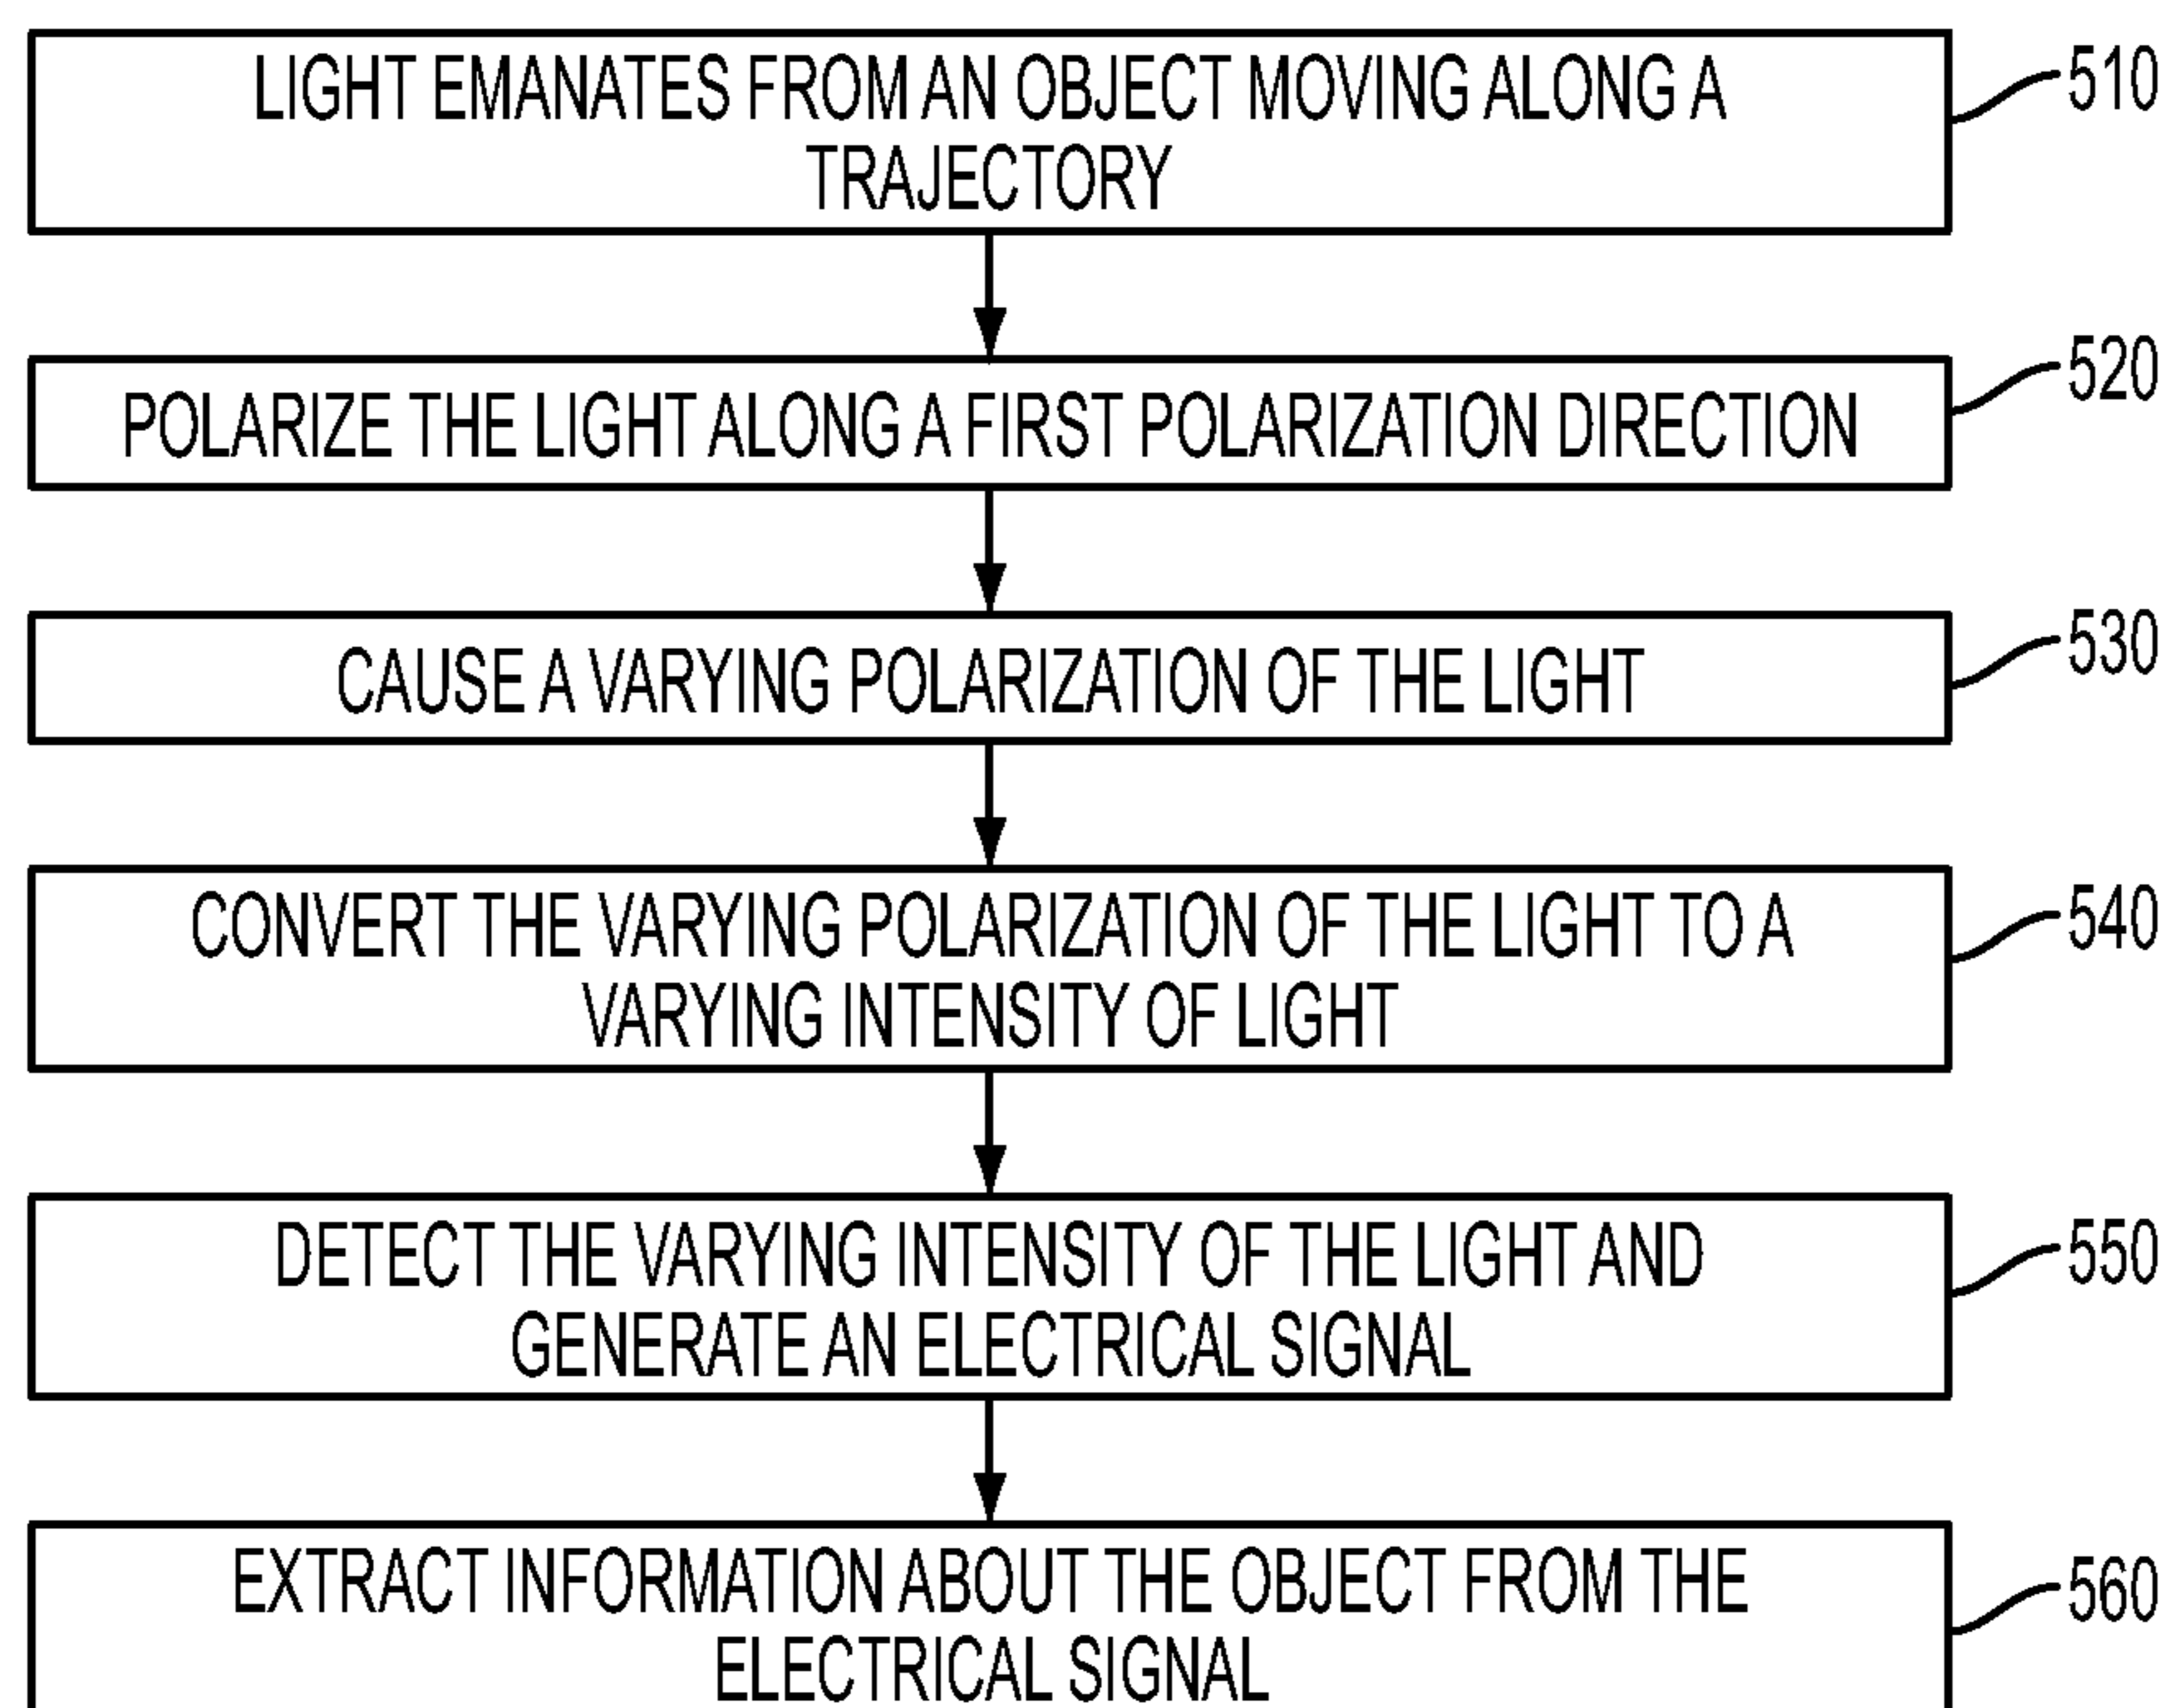 LIGHT EMANATES FROM AN OBJECT MOVING ALONG A
TRAJECTORY
510
POLARIZE THE LIGHT ALONG A FIRST POLARIZATION DIRECTION
520
CAUSE A VARYING POLARIZATION OF THE LIGHT
530
CONVERT THE VARYING POLARIZATION OF THE LIGHT TO A
VARYING INTENSITY OF LIGHT
540
DETECT THE VARYING INTENSITY OF THE LIGHT AND
GENERATE AN ELECTRICAL SIGNAL
550
EXTRACT INFORMATION ABOUT THE OBJECT FROM THE
ELECTRICAL SIGNAL
560